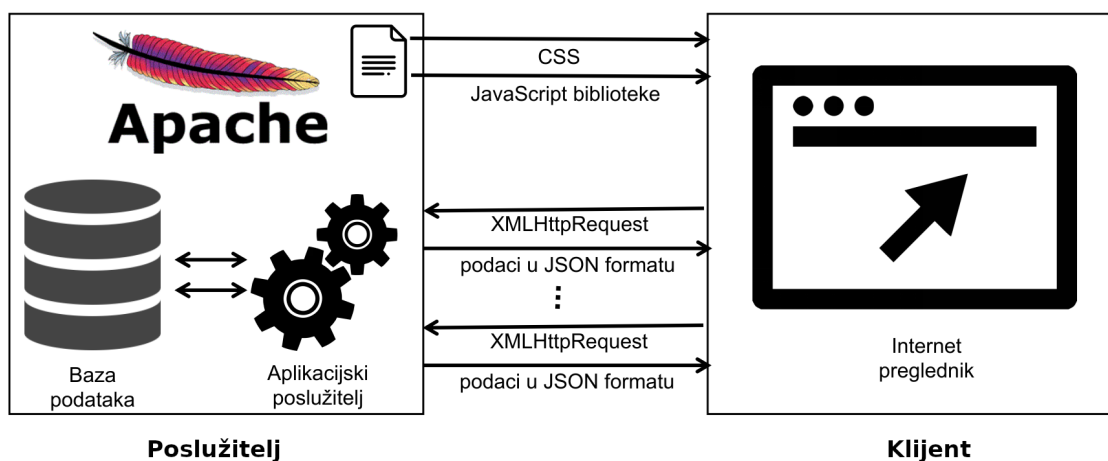 Apache
CSS
JavaScript biblioteke
XMLHttpRequest
podaci u JSON formatu
XMLHttpRequest
podaci u JSON formatu
Baza
podataka
Aplikacijski
poslužitelj
Internet
preglednik
Poslužitelj
Klijent